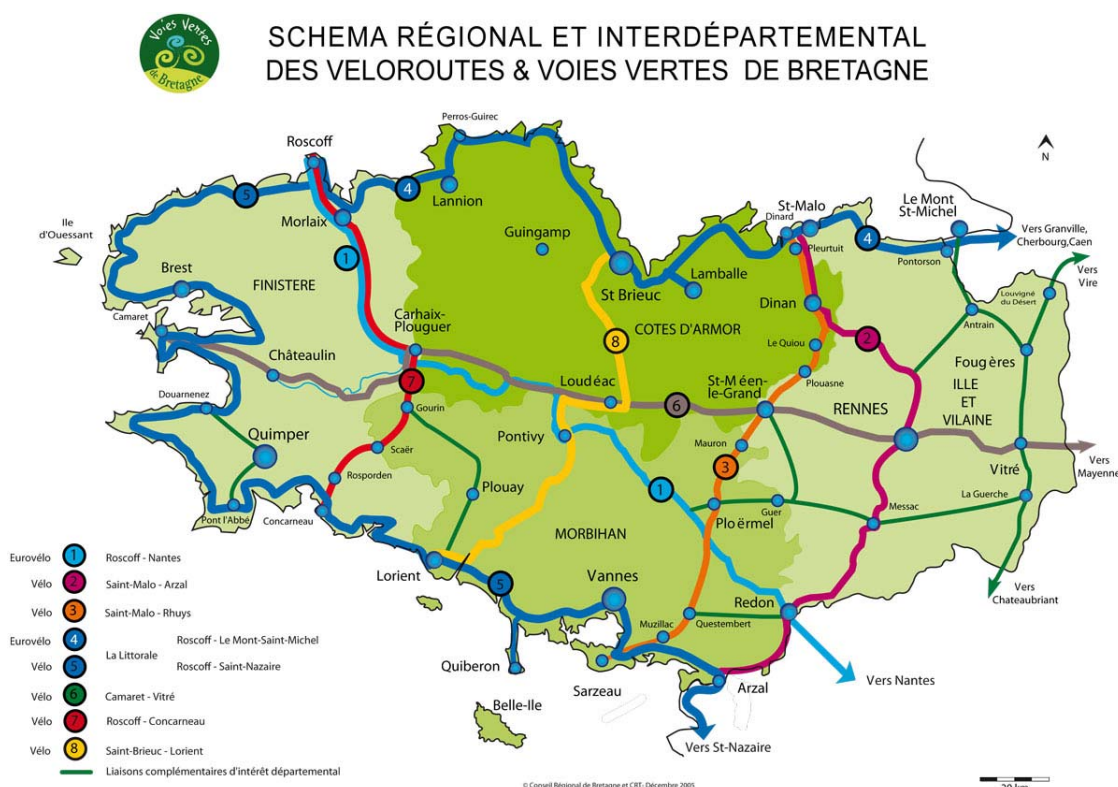 Voies Vertes
de Bretagne
SCHEMA RÉGIONAL ET INTERDÉPARTEMENTAL
DES VELOROUTES & VOIES VERTES DE BRETAGNE
Perros-Guirec
Roscoff
N
4
5
Lannion
St-Malo
Le Mont
St-Michel
Dinard
Morlaix
Ile
d'Ouessant
Guingamp
Pleurtuit
4
Vers Granville,
Cherbourg,Caen
Pontorson
1
Brest
FINISTERE
St Brieuc
Lamballe
Vers
Vire
Louvigné
du Désert
Dinan
Camaret
Carhaix-
Plouguer
COTES D'ARMOR
Antrain
8
2
Le Quiou
Châteaulin
Fougères
7
Loudéac
St-Méen-
le-Grand
Plouasne
ILLE
ET
VILAINE
Douarnenez
Gourin
6
RENNES
Quimper
Pontivy
Mauron
Scaër
Vitré
Vers
Mayenne
3
Rosporden
1
Plouay
La Guerche
Pont l'Abbé
Concarneau
Ploërmel
Guer
Messac
MORBIHAN
Lorient
5
Vannes
Redon
Vers
Chateaubriant
Muzillac
Questembert
Quiberon
Sarzeau
Arzal
Vers Nantes
Belle-Ile
Vers St-Nazaire
Eurovélo 1 Roscoff - Nantes
Vélo 2 Saint-Malo - Arzal
Vélo 3 Saint-Malo - Rhuys
Eurovélo 4 Roscoff - Le Mont-Saint-Michel
La Littorale
Vélo 5 Roscoff - Saint-Nazaire
Vélo 6 Camaret - Vitré
Vélo 7 Roscoff - Concarneau
Vélo 8 Saint-Brieuc - Lorient
Liaisons complémentaires d'intérêt départemental
© Conseil Régional de Bretagne et CRT- Décembre 2005
20 km